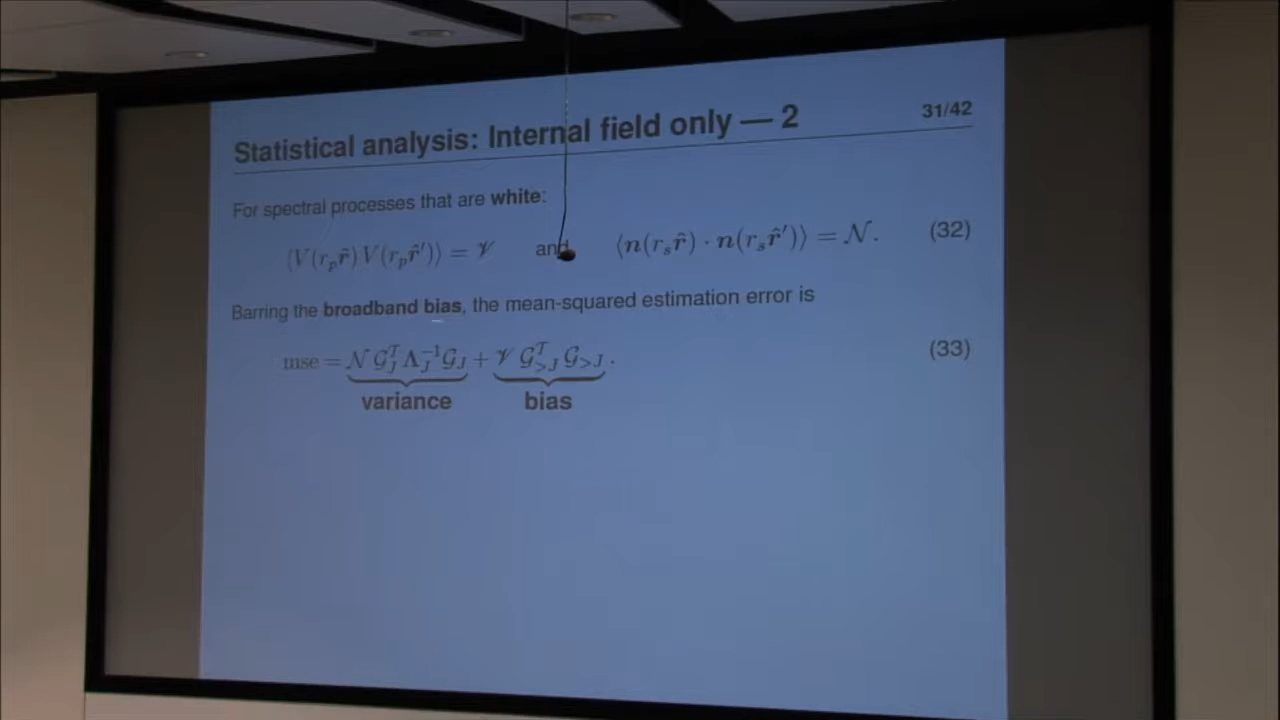 Statistical analysis: Internal field only — 2 31/42
For spectral processes that are white:
⟨V(r_p r̂)V(r_p r̂′)⟩ = 𝒱 and ⟨n(r_s r̂) · n(r_s r̂′)⟩ = 𝒩. (32)
Barring the broadband bias, the mean-squared estimation error is
mse = 𝒩 𝒢_J^T Λ_J^{-1} 𝒢_J + 𝒱 𝒢_{>J}^T 𝒢_{>J}. (33)
variance bias